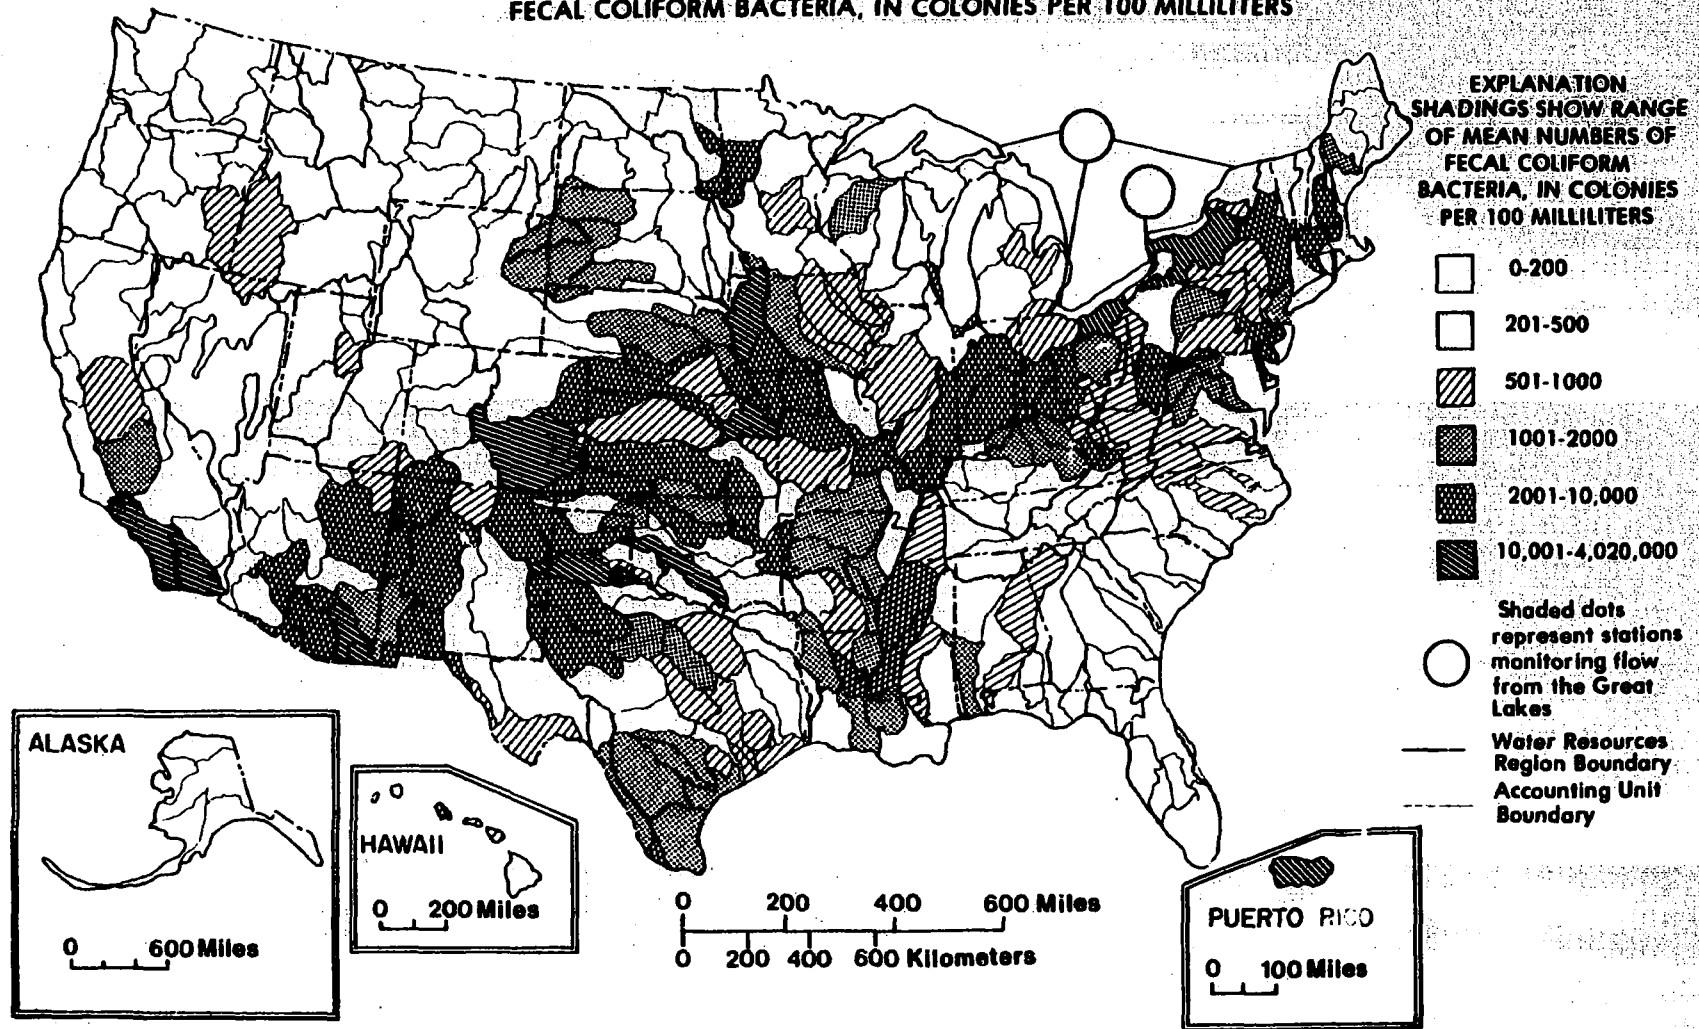 FECAL COLIFORM BACTERIA, IN COLONIES PER 100 MILLILITERS
EXPLANATION
SHADINGS SHOW RANGE
OF MEAN NUMBERS OF
FECAL COLIFORM
BACTERIA, IN COLONIES
PER 100 MILLILITERS
0-200
201-500
501-1000
1001-2000
2001-10,000
10,001-4,020,000
Shaded dots
represent stations
monitoring flow
from the Great
Lakes
Water Resources
Region Boundary
Accounting Unit
Boundary
ALASKA
0 600 Miles
HAWAII
0 200 Miles
0 200 400 600 Miles
0 200 400 600 Kilometers
PUERTO RICO
0 100 Miles